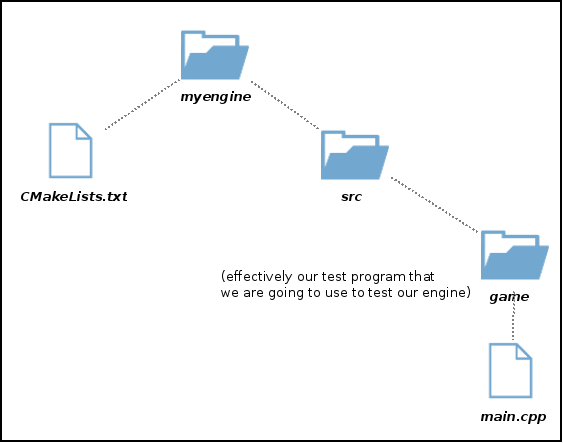 myengine
CMakeLists.txt
src
(effectively our test program that
we are going to use to test our engine)
game
main.cpp